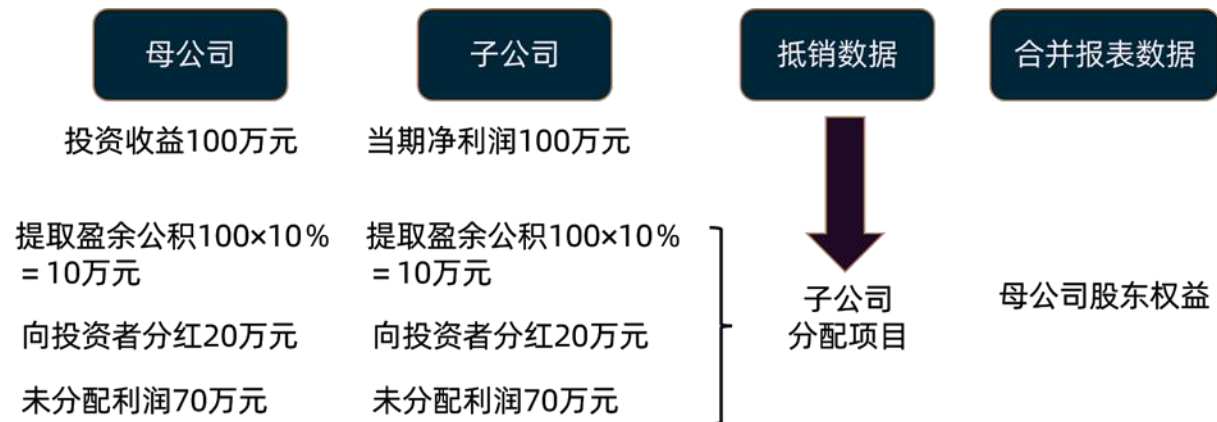 母公司
子公司
抵销数据
合并报表数据
投资收益100万元
当期净利润100万元
提取盈余公积100×10%
=10万元
提取盈余公积100×10%
=10万元
子公司
分配项目
母公司股东权益
向投资者分红20万元
向投资者分红20万元
未分配利润70万元
未分配利润70万元